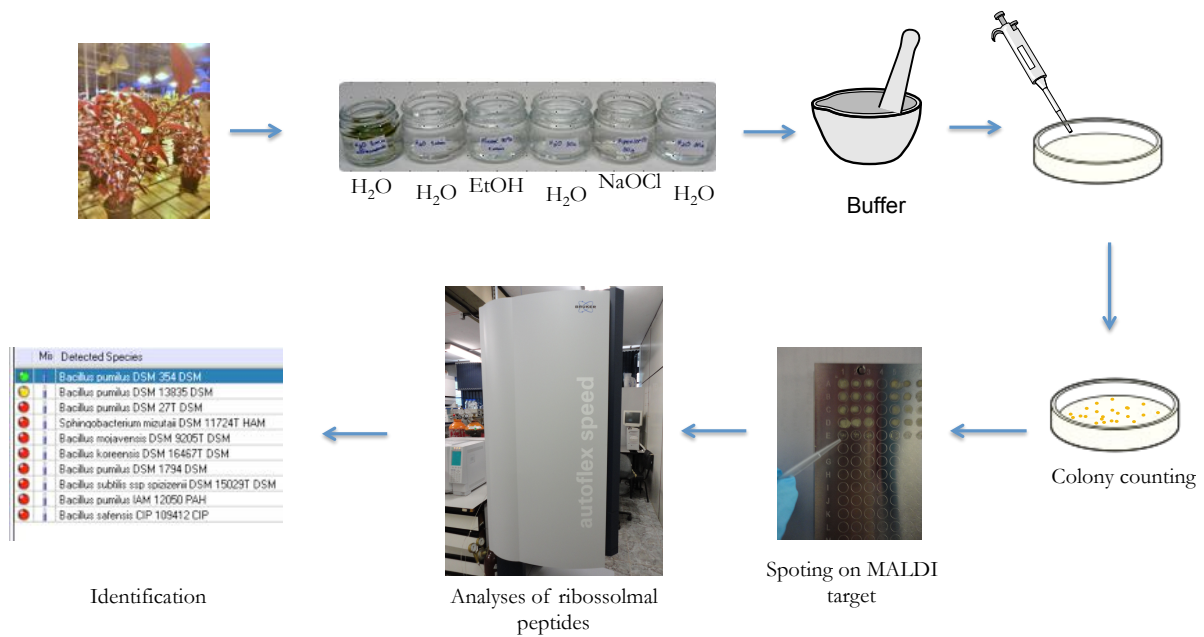 H₂O
H₂O
EtOH
H₂O
NaOCl
H₂O
Buffer
Colony counting
Spoting on MALDI
target
BRUKER
autoflex speed
Analyses of ribossolmal
peptides
Detected Species
Bacillus pumilus DSM 354 DSM
Bacillus pumilus DSM 13835 DSM
Bacillus pumilus DSM 27T DSM
Sphingobacterium mizutaii DSM 11724T HAM
Bacillus mojavensis DSM 9205T DSM
Bacillus koreensis DSM 16467T DSM
Bacillus pumilus DSM 1794 DSM
Bacillus subtilis ssp spizizenii DSM 15029T DSM
Bacillus pumilus IAM 12050 PAH
Bacillus safensis CIP 109412 CIP
Identification